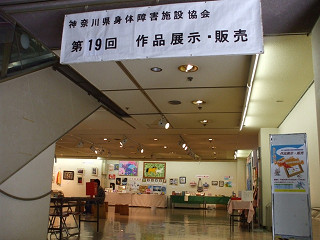 神奈川県身体障害施設協会
第19回 作品展示・販売